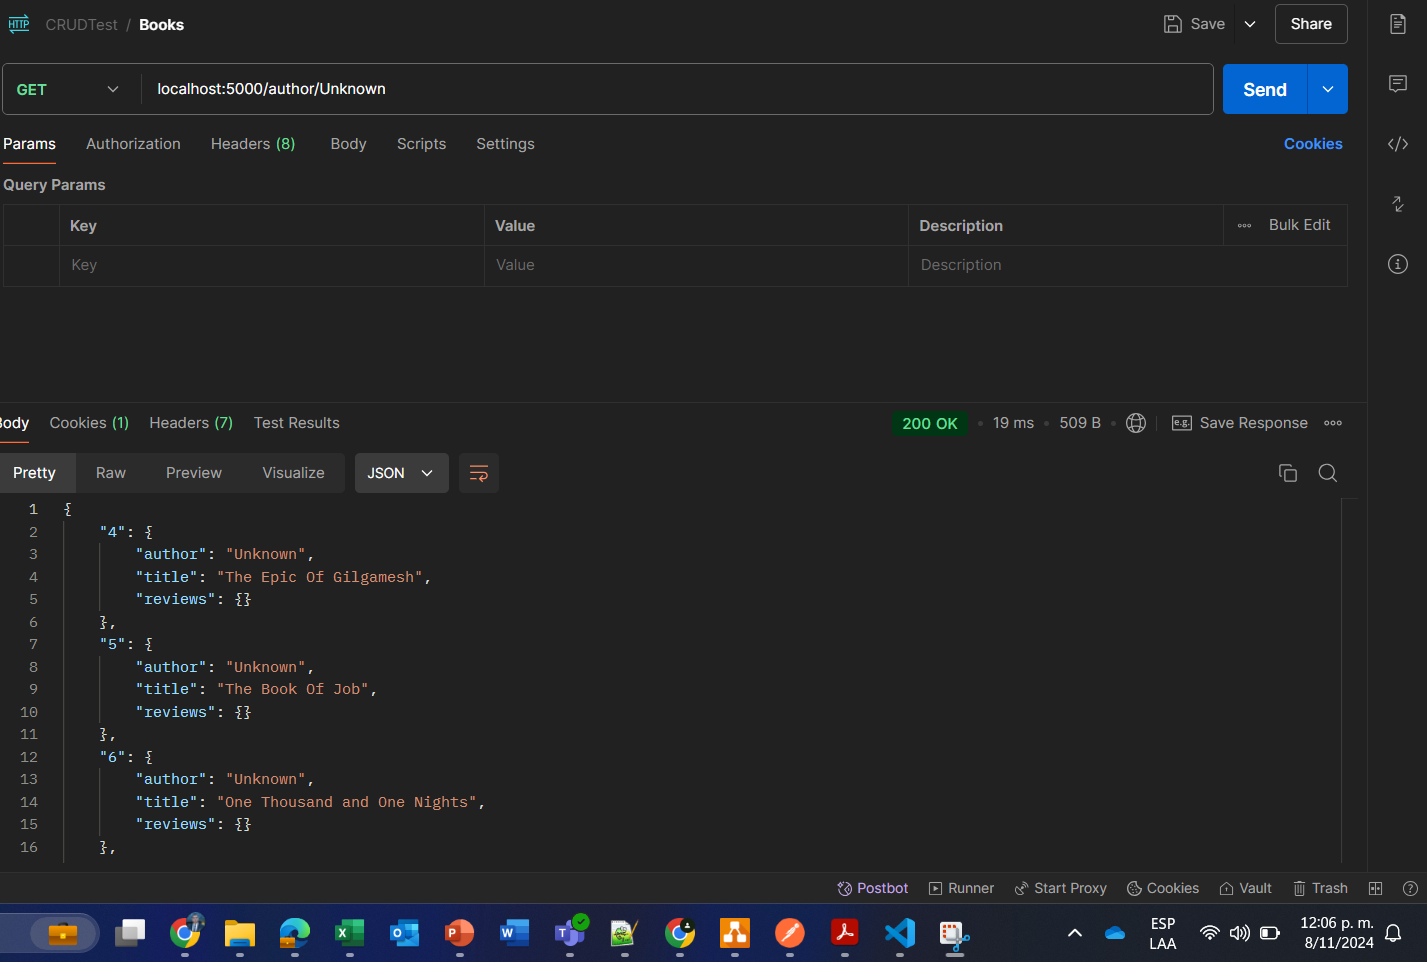 HTTP CRUDTest / Books
Save
Share
GET
localhost:5000/author/Unknown
Send
Params Authorization Headers (8) Body Scripts Settings
Cookies
Query Params
Key Value Description
Bulk Edit
Key Value Description
Body Cookies (1) Headers (7) Test Results
200 OK • 19 ms • 509 B •
e.g. Save Response
Pretty Raw Preview Visualize JSON
1 {
2 "4": {
3 "author": "Unknown",
4 "title": "The Epic Of Gilgamesh",
5 "reviews": {}
6 },
7 "5": {
8 "author": "Unknown",
9 "title": "The Book Of Job",
10 "reviews": {}
11 },
12 "6": {
13 "author": "Unknown",
14 "title": "One Thousand and One Nights",
15 "reviews": {}
16 },
Postbot Runner Start Proxy Cookies Vault Trash
ESP
LAA
12:06 p. m.
8/11/2024